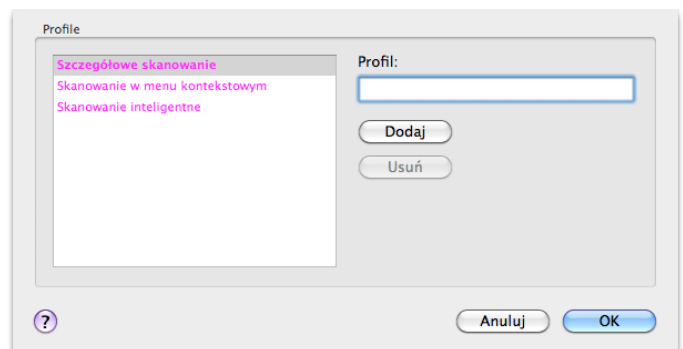 Profile
Szczegółowe skanowanie
Skanowanie w menu kontekstowym
Skanowanie inteligentne
Profil:
Dodaj
Usuń
?
Anuluj
OK